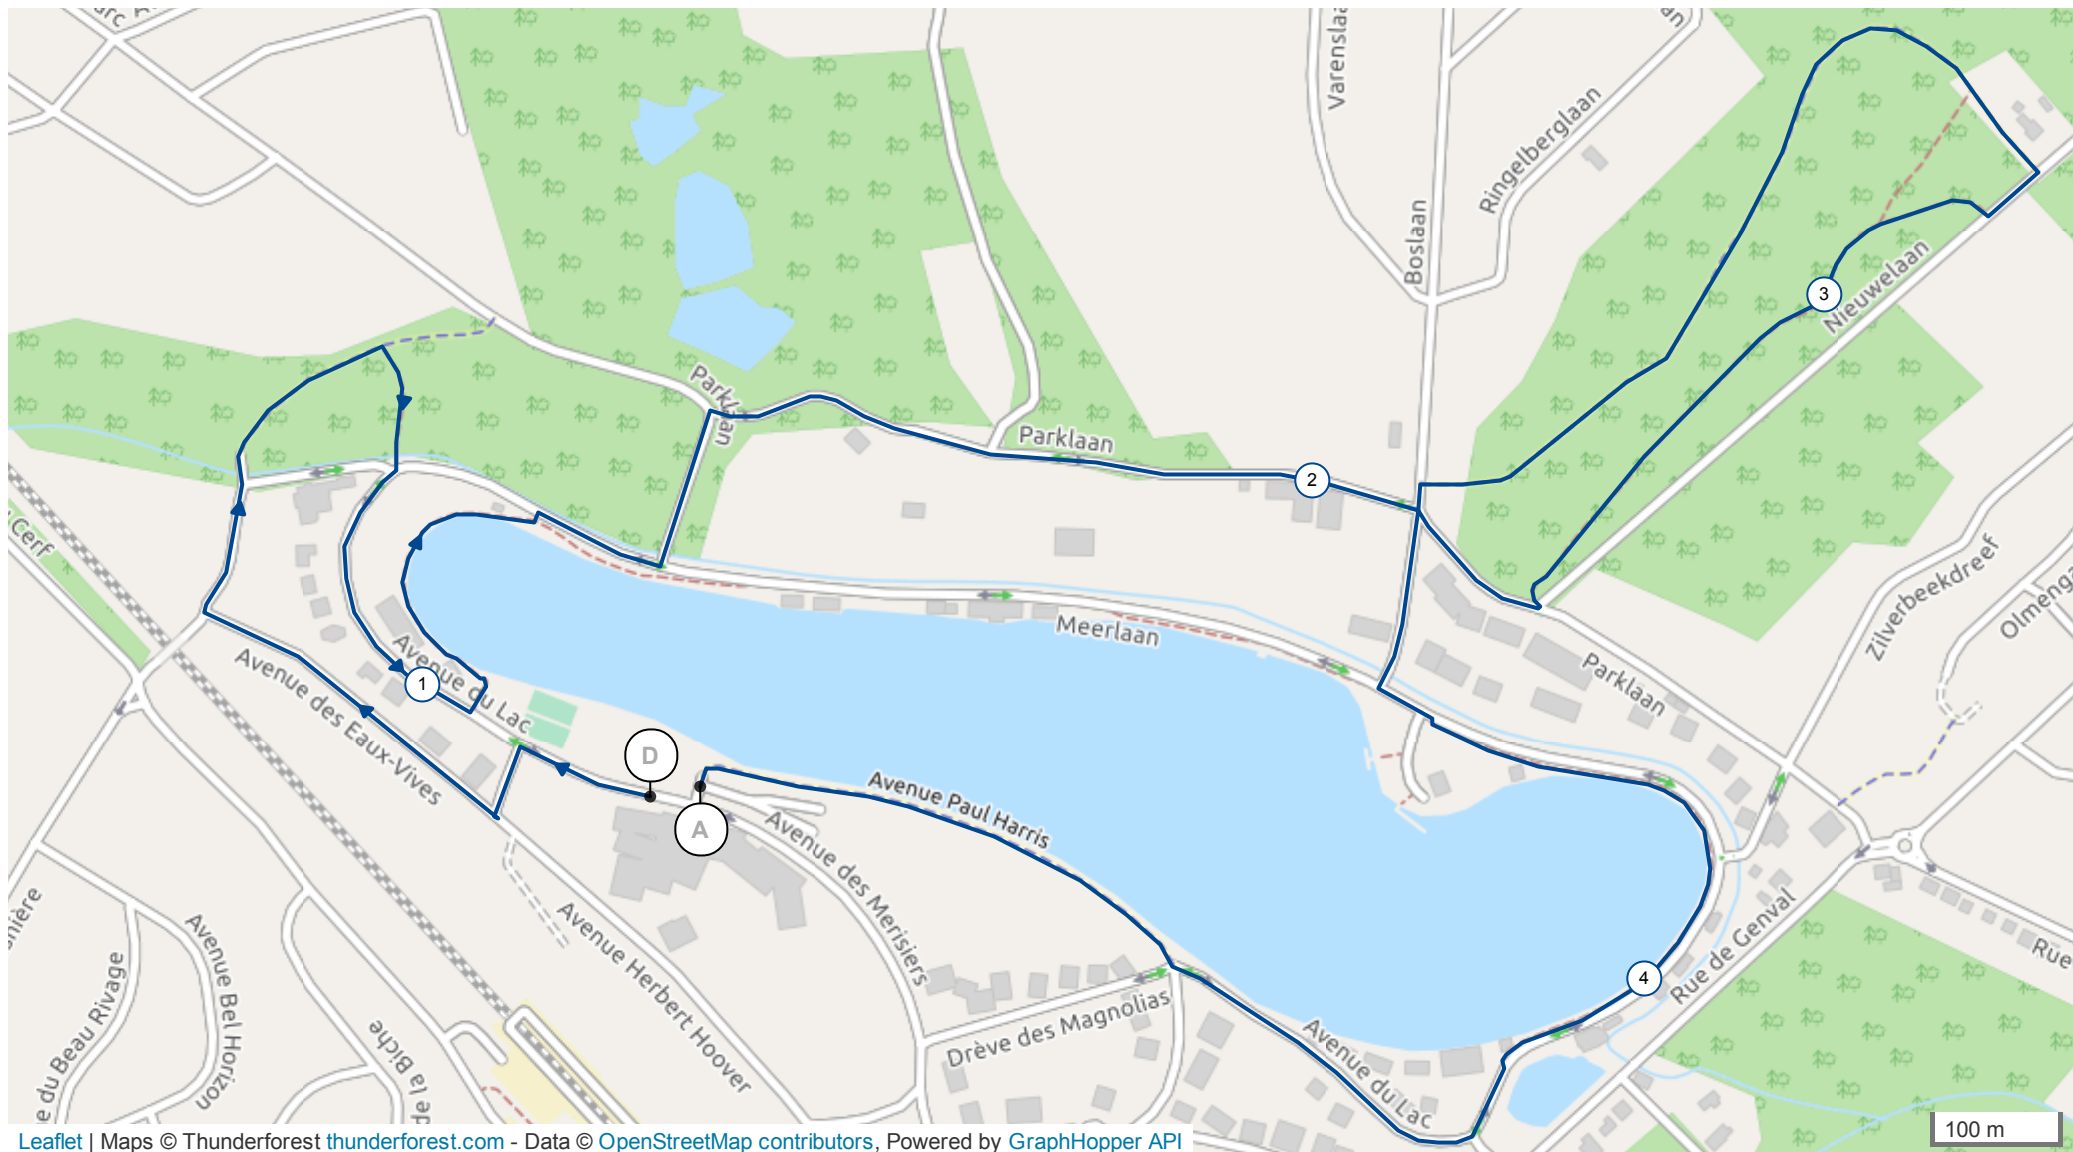 Varenslaan
Ringelberglaan
Boslaan
Nieuwelaan
Parklaan
Parklaan
Cerf
Zilverbeekdreef
Meerlaan
Avenue du Lac
Avenue des Eaux-Vives
Parklaan
1
2
3
4
D
A
Avenue Paul Harris
Avenue des Merisiers
Avenue Herbert Hoover
Avenue Bel Horizon
du Beau Rivage
de la Biche
Drève des Magnolias
Avenue du Lac
Rue de Genval
Rue
100 m
Leaflet | Maps © Thunderforest thunderforest.com - Data © OpenStreetMap contributors, Powered by GraphHopper API